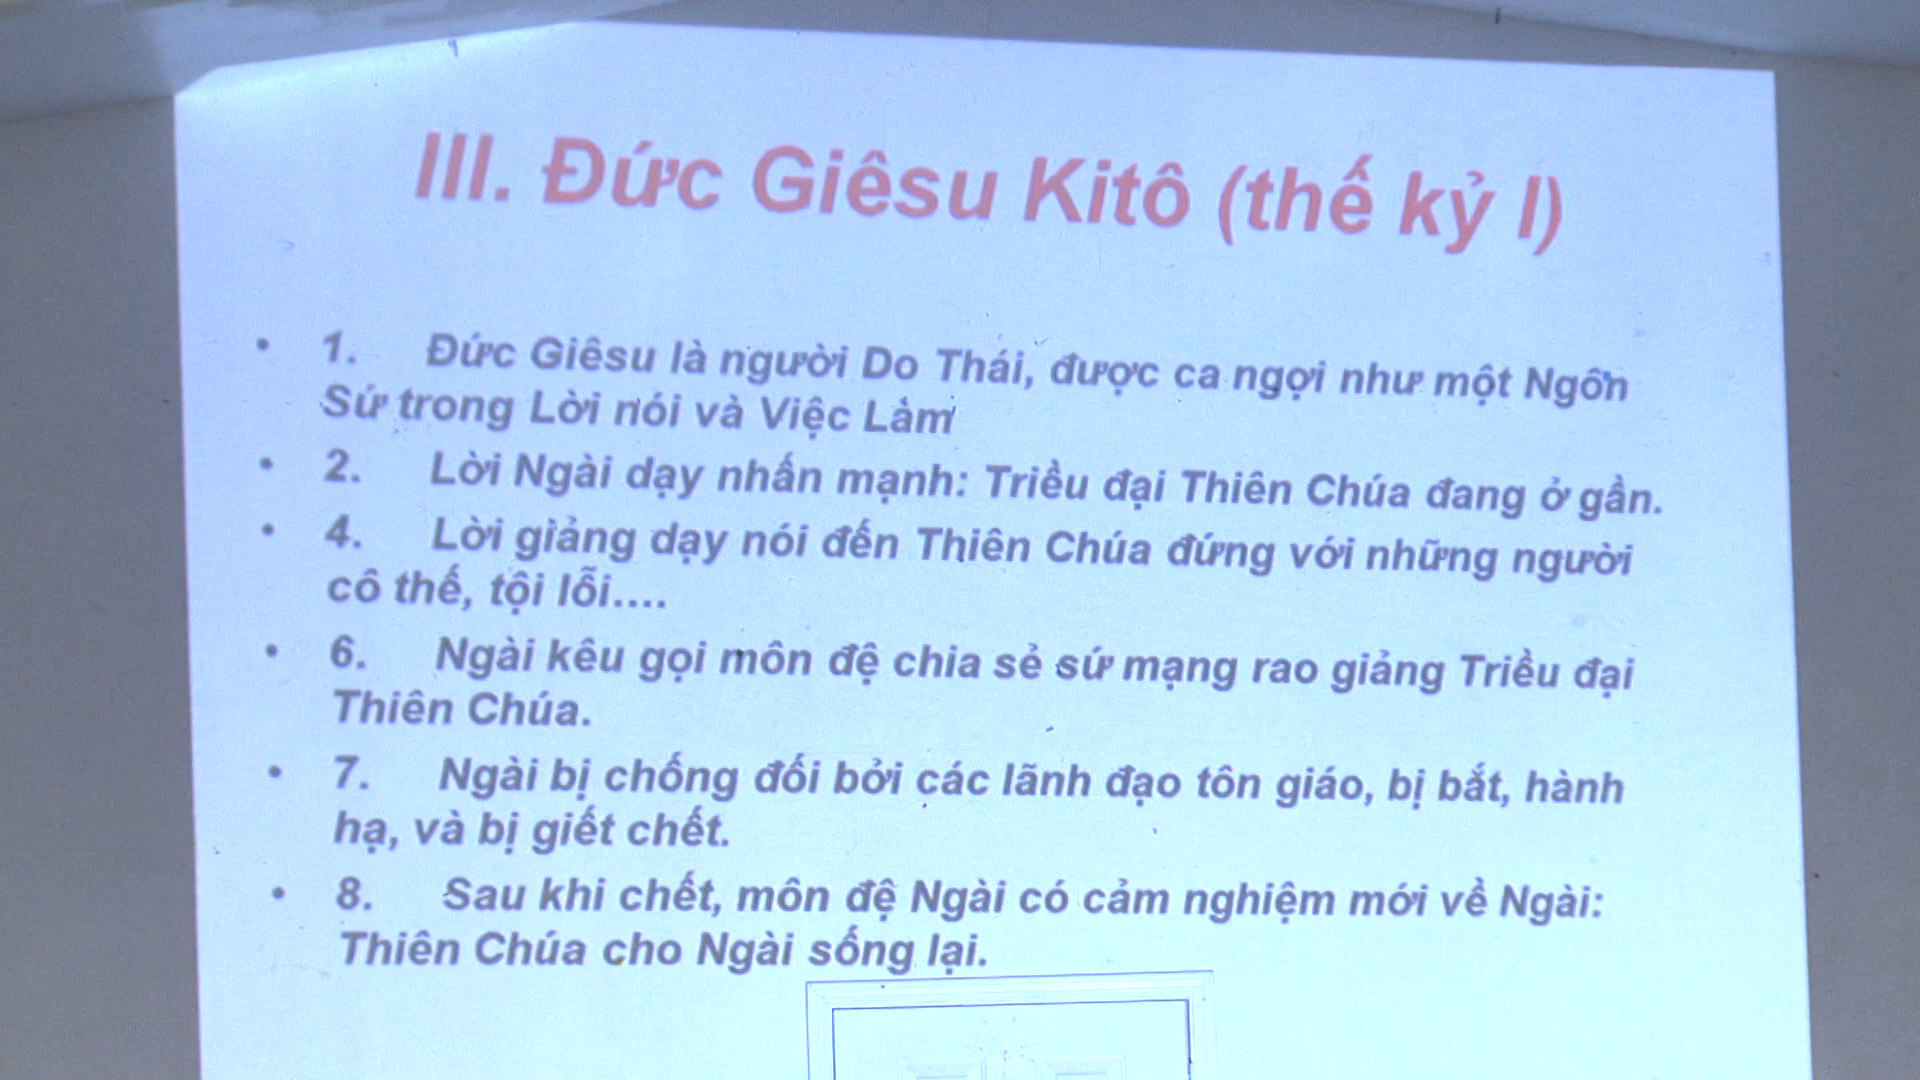 III. Đức Giêsu Kitô (thế kỷ I)
• 1. Đức Giêsu là người Do Thái, được ca ngợi như một Ngôn
Sứ trong Lời nói và Việc Làm
• 2. Lời Ngài dạy nhấn mạnh: Triều đại Thiên Chúa đang ở gần.
• 4. Lời giảng dạy nói đến Thiên Chúa đứng với những người
cô thế, tội lỗi....
• 6. Ngài kêu gọi môn đệ chia sẻ sứ mạng rao giảng Triều đại
Thiên Chúa.
• 7. Ngài bị chống đối bởi các lãnh đạo tôn giáo, bị bắt, hành
hạ, và bị giết chết.
• 8. Sau khi chết, môn đệ Ngài có cảm nghiệm mới về Ngài:
Thiên Chúa cho Ngài sống lại.